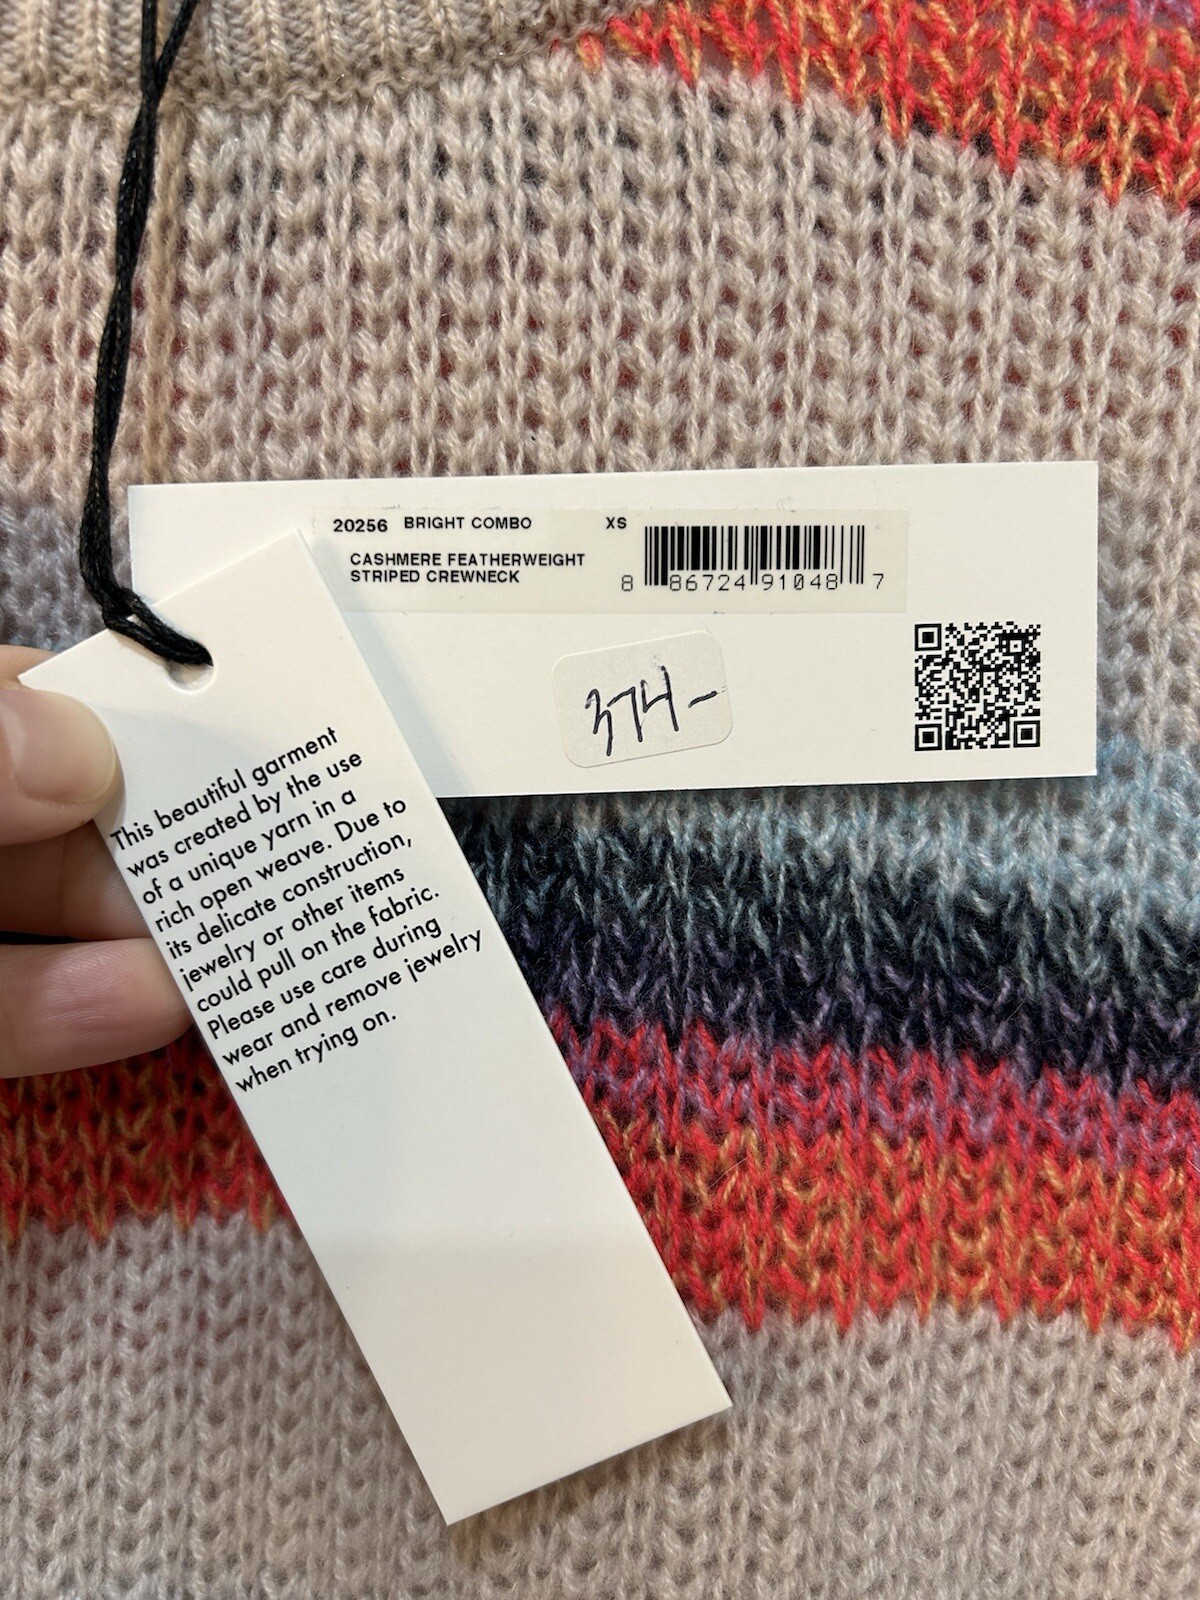 20256 BRIGHT COMBO XS
CASHMERE FEATHERWEIGHT
STRIPED CREWNECK
8 86724 91048 7
374-
This beautiful garment
was created by the use
of a unique yarn in a
rich open weave. Due to
its delicate construction,
jewelry or other items
could pull on the fabric.
Please use care during
wear and remove jewelry
when trying on.